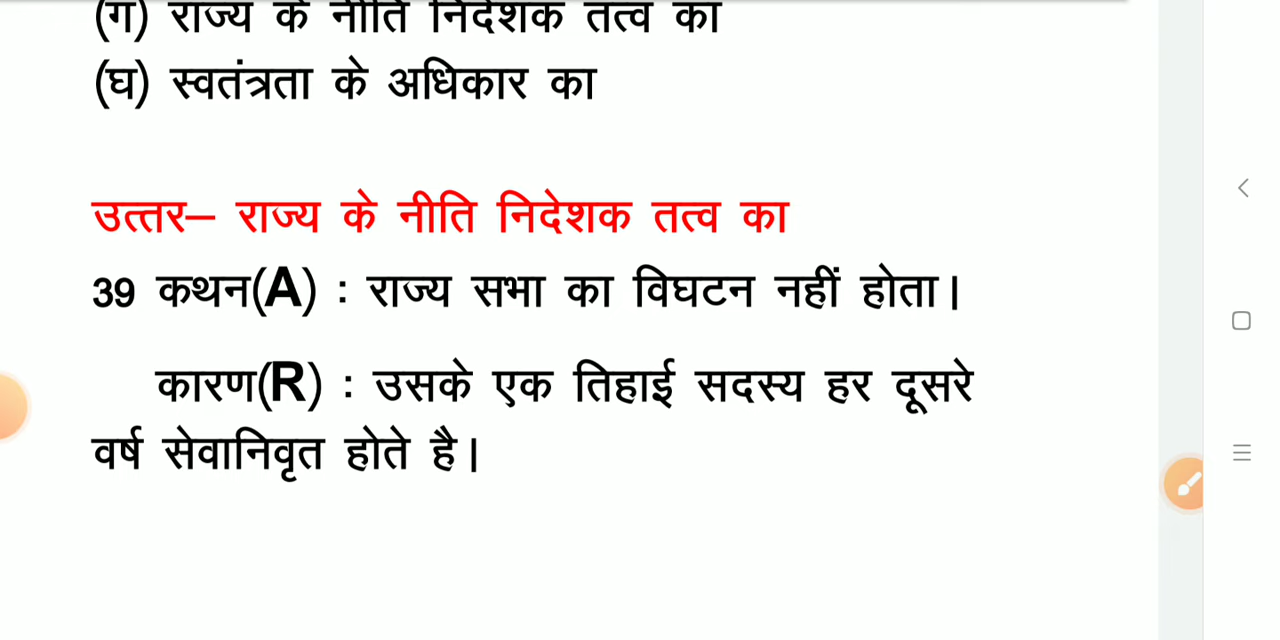 (ग) राज्य के नीति निदेशक तत्व का
(घ) स्वतंत्रता के अधिकार का
उत्तर– राज्य के नीति निदेशक तत्व का
39 कथन(A) : राज्य सभा का विघटन नहीं होता।
कारण(R) : उसके एक तिहाई सदस्य हर दूसरे
वर्ष सेवानिवृत होते है।